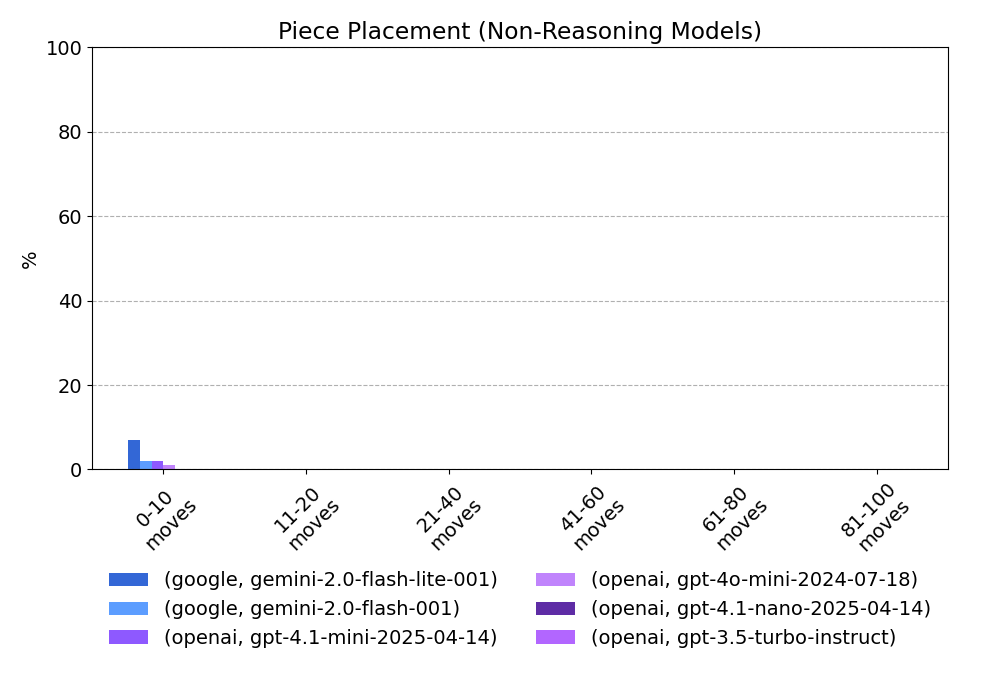 Piece Placement (Non-Reasoning Models)
100
80
60
40
20
0
%
0-10
moves
11-20
moves
21-40
moves
41-60
moves
61-80
moves
81-100
moves
(google, gemini-2.0-flash-lite-001)
(google, gemini-2.0-flash-001)
(openai, gpt-4.1-mini-2025-04-14)
(openai, gpt-4o-mini-2024-07-18)
(openai, gpt-4.1-nano-2025-04-14)
(openai, gpt-3.5-turbo-instruct)